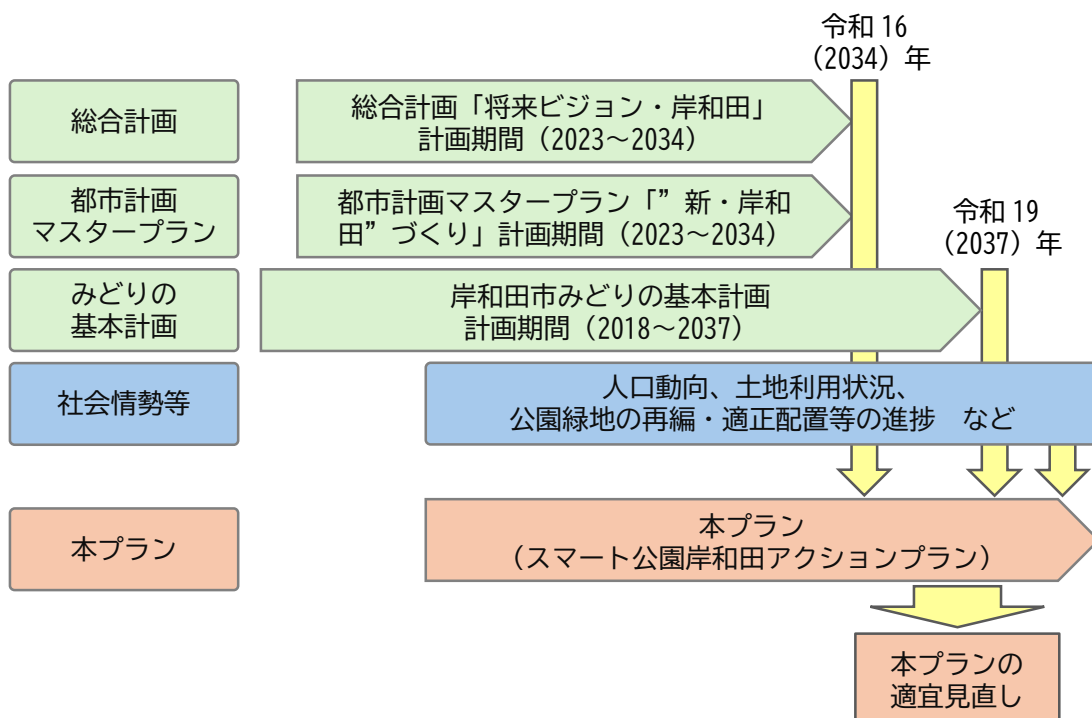 令和16
(2034)年
総合計画
総合計画「将来ビジョン・岸和田」
計画期間(2023～2034)
都市計画
マスタープラン
都市計画マスタープラン「”新・岸和
田”づくり」計画期間(2023～2034)
令和19
(2037)年
みどりの
基本計画
岸和田市みどりの基本計画
計画期間(2018～2037)
社会情勢等
人口動向、土地利用状況、
公園緑地の再編・適正配置等の進捗　など
本プラン
本プラン
(スマート公園岸和田アクションプラン)
本プランの
適宜見直し